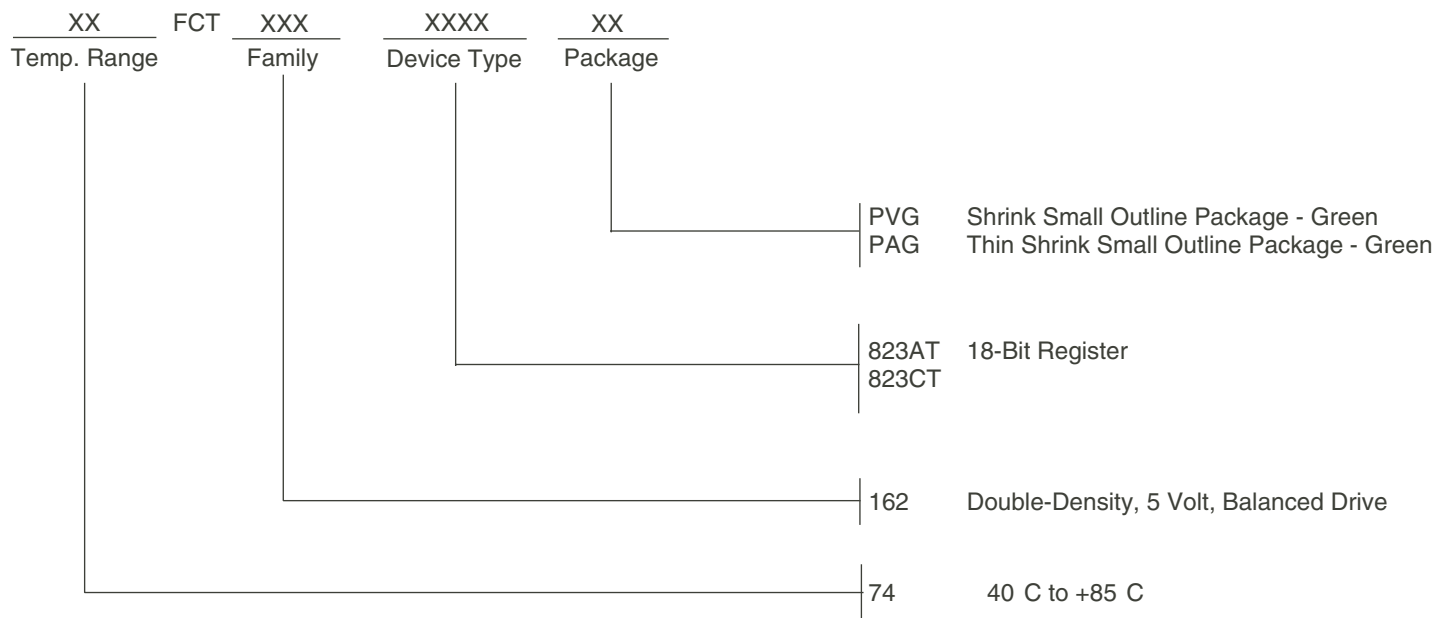 XX FCT XXX XXXX XX
Temp. Range Family Device Type Package
PVG Shrink Small Outline Package - Green
PAG Thin Shrink Small Outline Package - Green
823AT 18-Bit Register
823CT
162 Double-Density, 5 Volt, Balanced Drive
74 40 C to +85 C